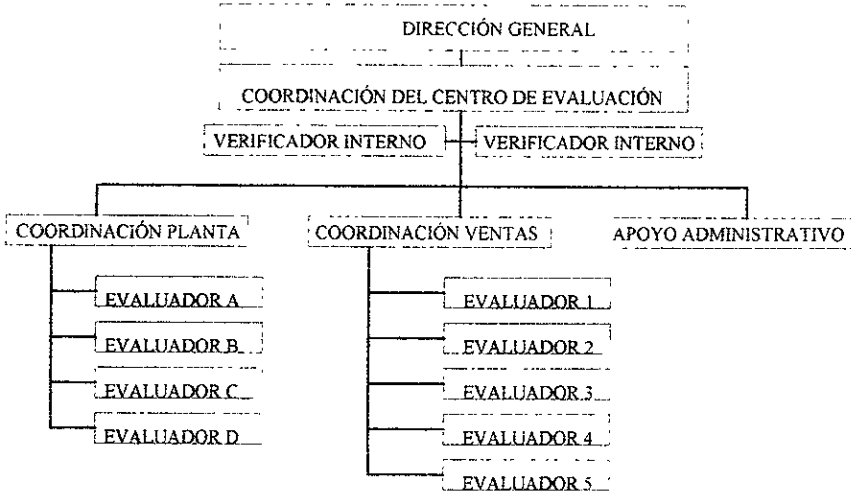 DIRECCIÓN GENERAL
COORDINACIÓN DEL CENTRO DE EVALUACIÓN
VERIFICADOR INTERNO
VERIFICADOR INTERNO
COORDINACIÓN PLANTA
COORDINACIÓN VENTAS
APOYO ADMINISTRATIVO
EVALUADOR A
EVALUADOR B
EVALUADOR C
EVALUADOR D
EVALUADOR 1
EVALUADOR 2
EVALUADOR 3
EVALUADOR 4
EVALUADOR 5